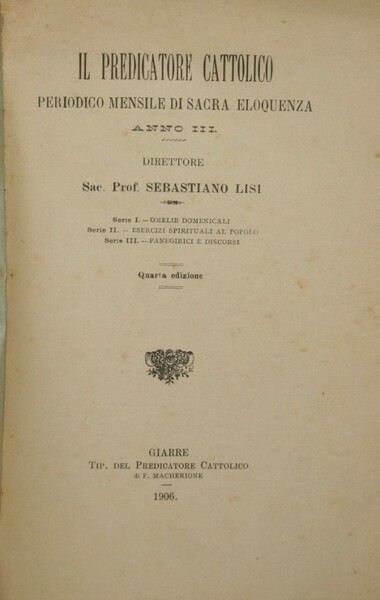 IL PREDICATORE CATTOLICO
PERIODICO MENSILE DI SACRA ELOQUENZA
ANNO III.
DIRETTORE
Sac. Prof. SEBASTIANO LISI
Serie I. — OMELIE DOMENICALI
Serie II. — ESERCIZI SPIRITUALI AL POPOLO
Serie III. — PANEGIRICI E DISCORSI
Quarta edizione
GIARRE
TIP. DEL PREDICATORE CATTOLICO
di F. MACHERIONE
1906.